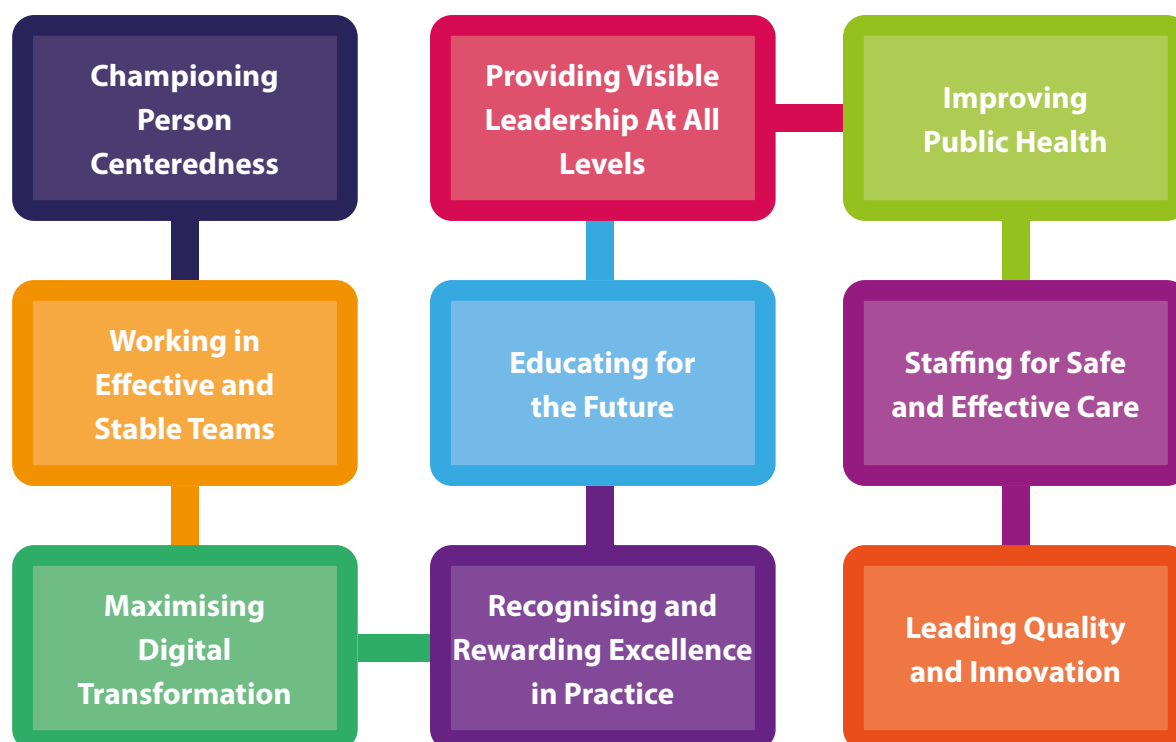 Championing
Person
Centeredness
Providing Visible
Leadership At All
Levels
Improving
Public Health
Working in
Effective and
Stable Teams
Educating for
the Future
Staffing for Safe
and Effective Care
Maximising
Digital
Transformation
Recognising and
Rewarding Excellence
in Practice
Leading Quality
and Innovation